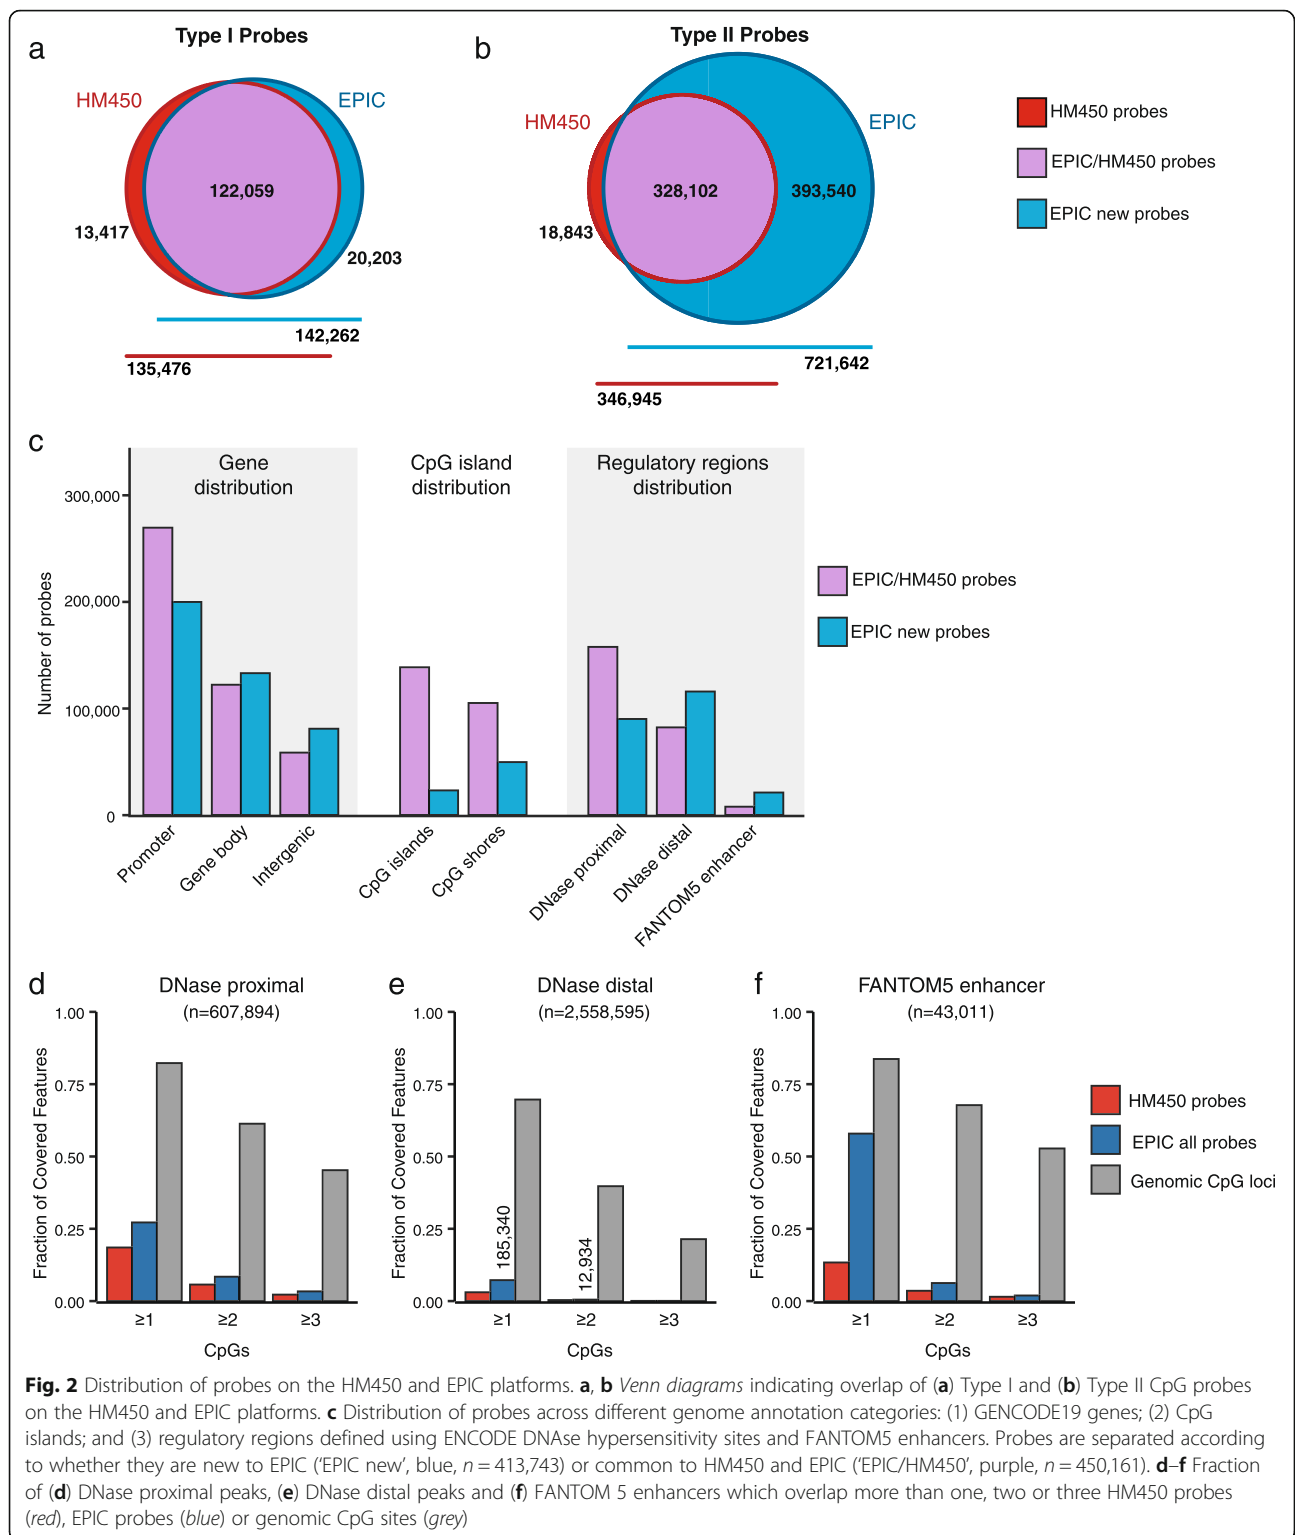 a
Type I Probes
HM450
EPIC
122,059
13,417
20,203
142,262
135,476
b
Type II Probes
HM450
EPIC
328,102
393,540
18,843
721,642
346,945
HM450 probes
EPIC/HM450 probes
EPIC new probes
c
Gene
distribution
CpG island
distribution
Regulatory regions
distribution
Number of probes
300,000
200,000
100,000
0
Promoter
Gene body
Intergenic
CpG islands
CpG shores
DNase proximal
DNase distal
FANTOM5 enhancer
EPIC/HM450 probes
EPIC new probes
d
DNase proximal
(n=607,894)
Fraction of Covered Features
1.00
0.75
0.50
0.25
0.00
≥1
≥2
≥3
CpGs
e
DNase distal
(n=2,558,595)
Fraction of Covered Features
1.00
0.75
0.50
0.25
0.00
185,340
12,934
≥1
≥2
≥3
CpGs
f
FANTOM5 enhancer
(n=43,011)
Fraction of Covered Features
1.00
0.75
0.50
0.25
0.00
≥1
≥2
≥3
CpGs
HM450 probes
EPIC all probes
Genomic CpG loci
Fig. 2 Distribution of probes on the HM450 and EPIC platforms. a, b Venn diagrams indicating overlap of (a) Type I and (b) Type II CpG probes
on the HM450 and EPIC platforms. c Distribution of probes across different genome annotation categories: (1) GENCODE19 genes; (2) CpG
islands; and (3) regulatory regions defined using ENCODE DNAse hypersensitivity sites and FANTOM5 enhancers. Probes are separated according
to whether they are new to EPIC (‘EPIC new’, blue, n = 413,743) or common to HM450 and EPIC (‘EPIC/HM450’, purple, n = 450,161). d–f Fraction
of (d) DNase proximal peaks, (e) DNase distal peaks and (f) FANTOM 5 enhancers which overlap more than one, two or three HM450 probes
(red), EPIC probes (blue) or genomic CpG sites (grey)